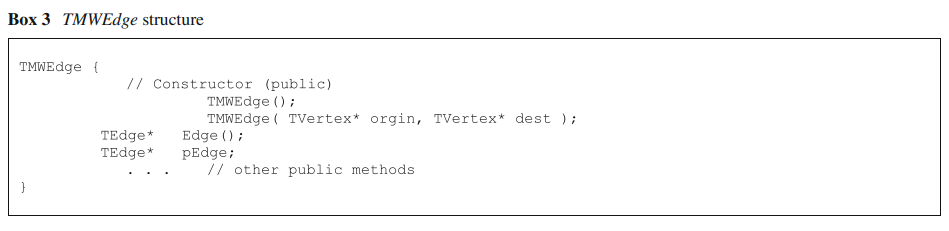 Box 3 TMWEdge structure
TMWEdge {
// Constructor (public)
TMWEdge();
TMWEdge( TVertex* orgin, TVertex* dest );
TEdge* Edge();
TEdge* pEdge;
. . . // other public methods
}